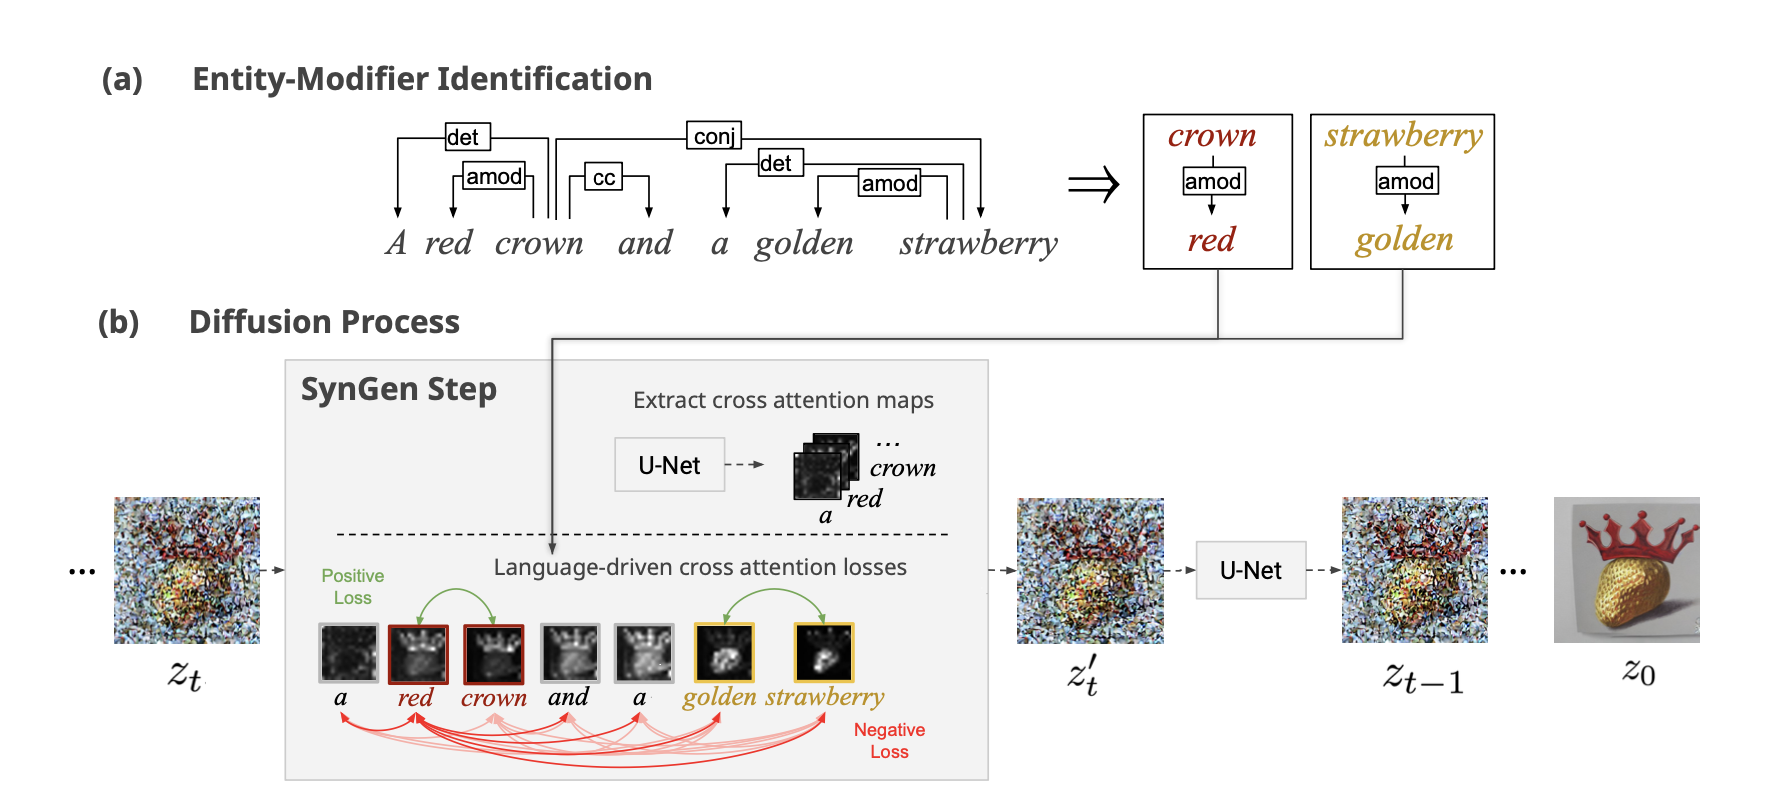 (a) Entity-Modifier Identification
det conj
amod cc det amod
A red crown and a golden strawberry
⇒
crown strawberry
amod amod
red golden
(b) Diffusion Process
SynGen Step
Extract cross attention maps
U-Net
...
crown
red
a
Language-driven cross attention losses
Positive
Loss
a red crown and a golden strawberry
Negative
Loss
... U-Net ...
z_t z'_t z_{t-1} z_0